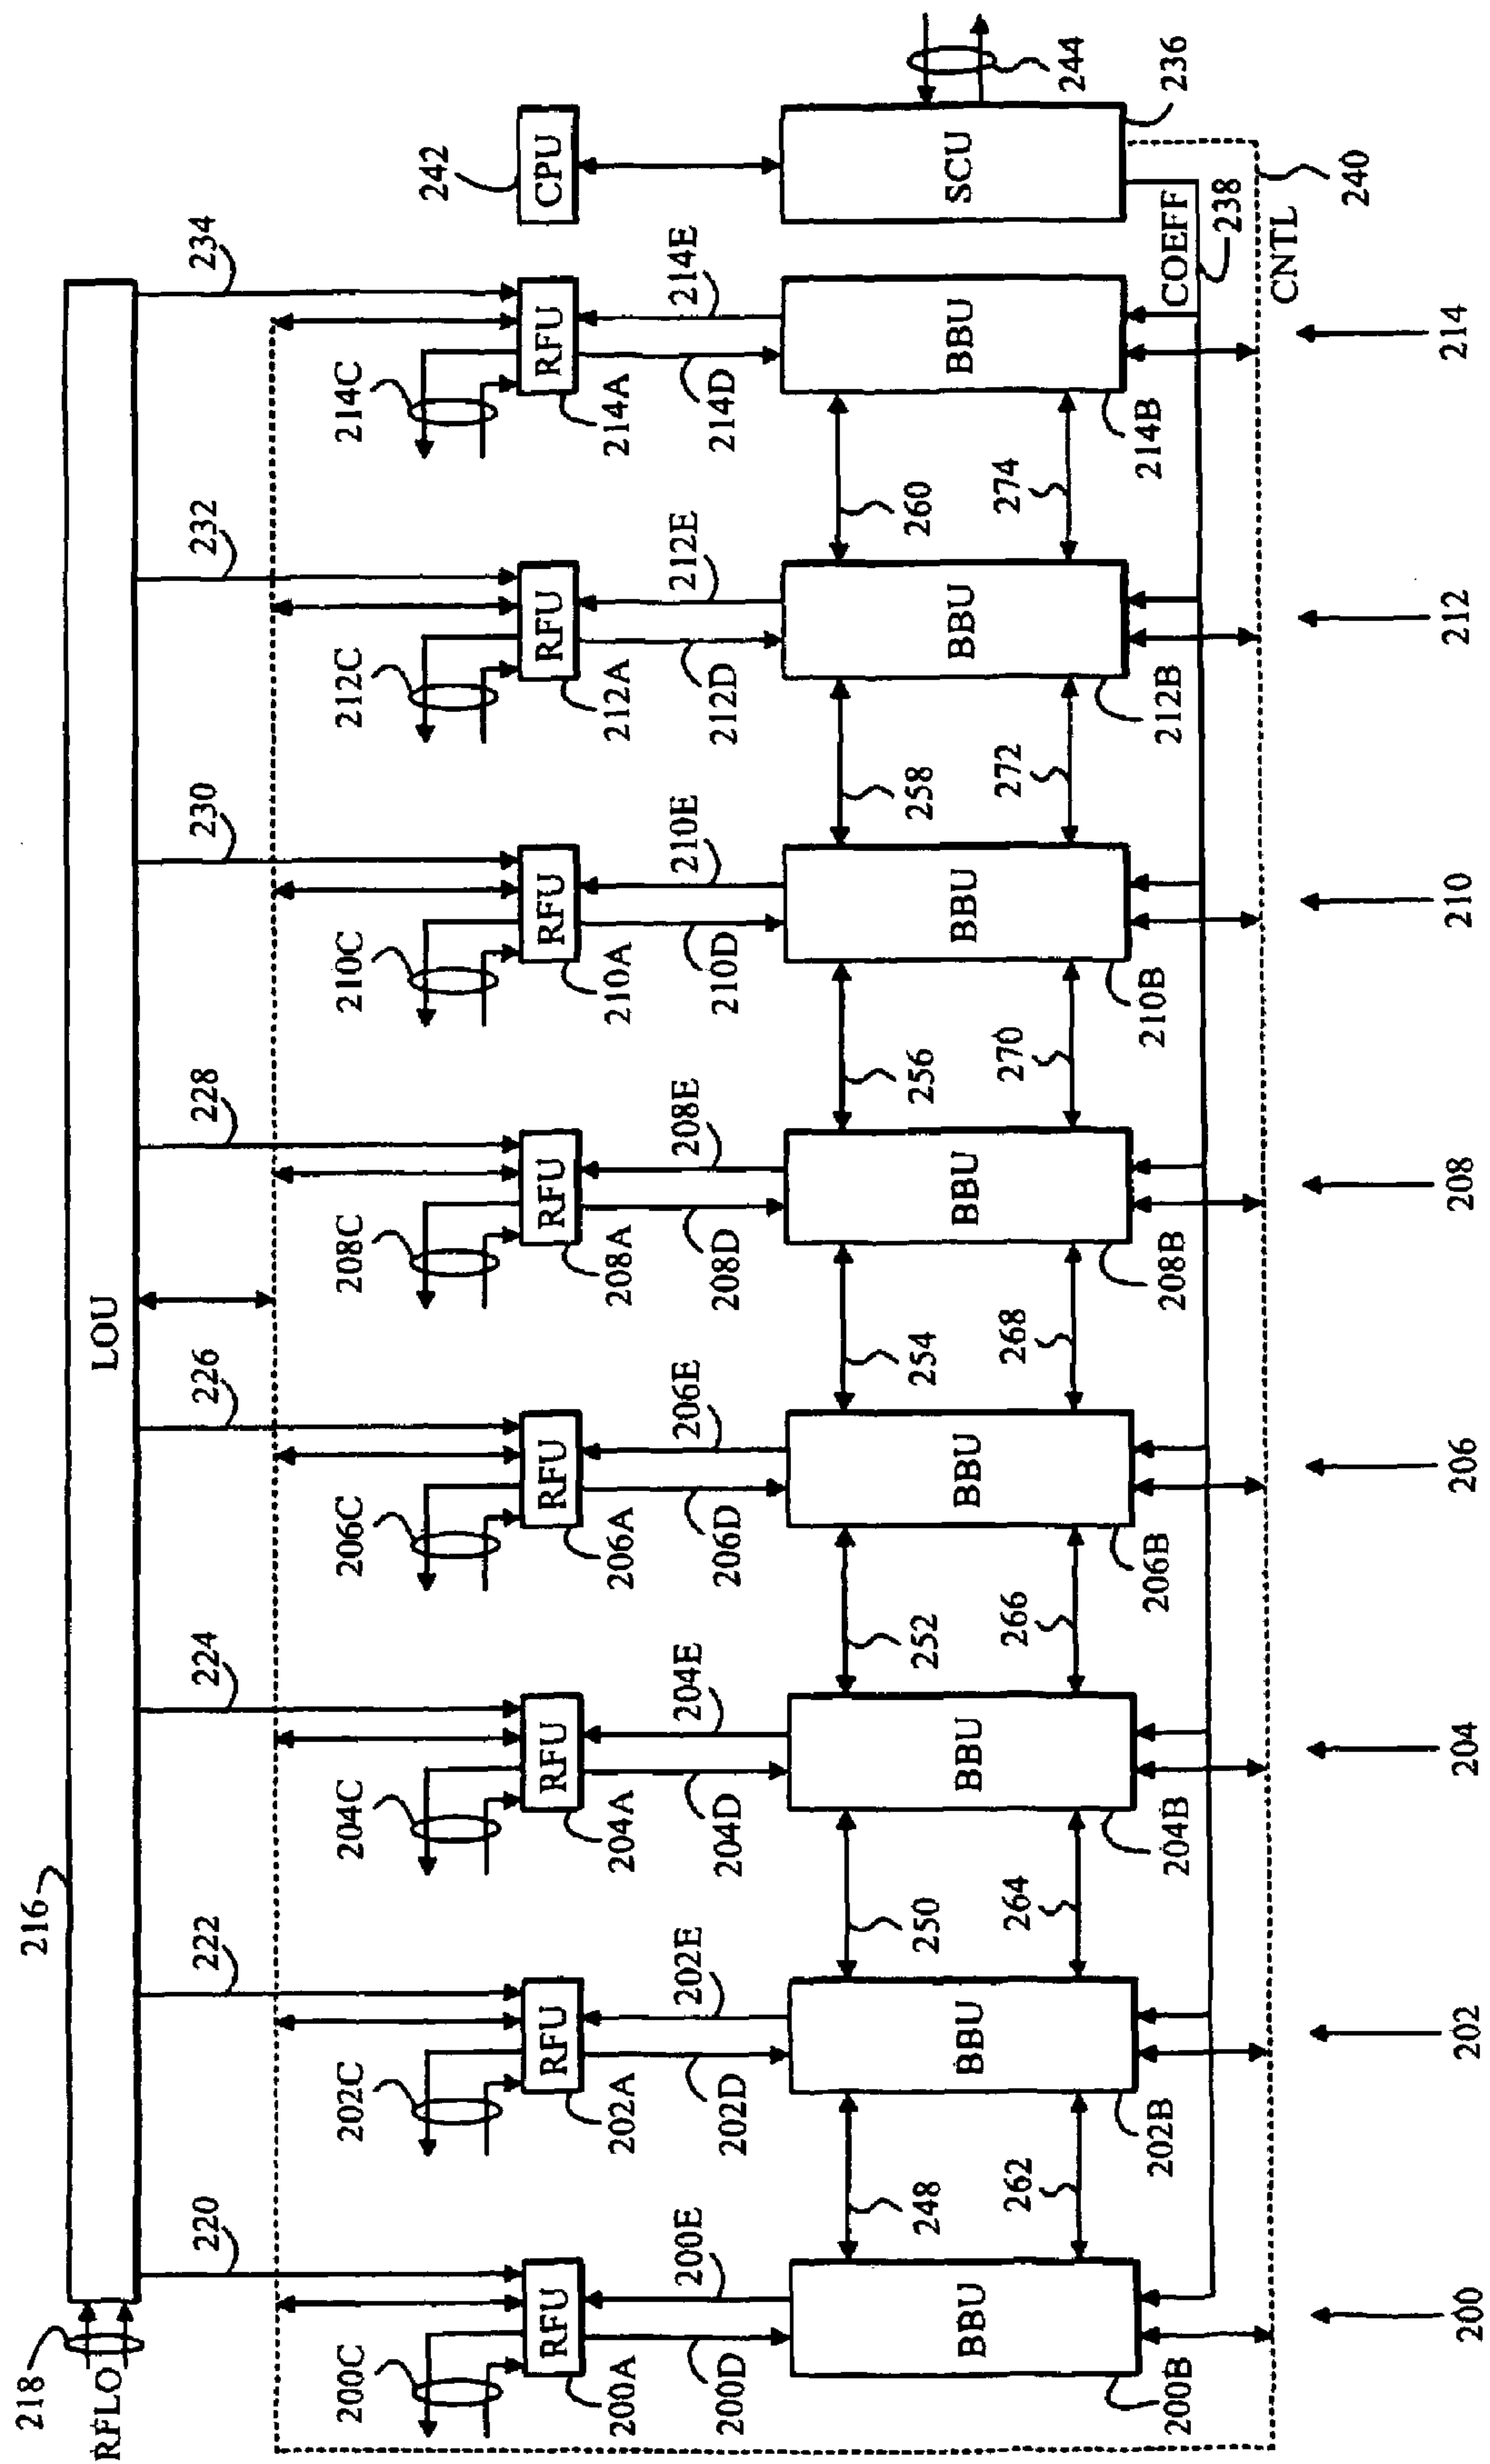 218
RFLO
216
LOU
220
222
224
226
228
230
232
234
200C
202C
204C
206C
208C
210C
212C
214C
242
RFU
RFU
RFU
RFU
RFU
RFU
RFU
RFU
CPU
200A
202A
204A
206A
208A
210A
212A
214A
200E
202E
204E
206E
208E
210E
212E
214E
200D
202D
204D
206D
208D
210D
212D
214D
248
250
252
254
256
258
260
BBU
BBU
BBU
BBU
BBU
BBU
BBU
BBU
SCU
262
264
266
268
270
272
274
244
200B
202B
204B
206B
208B
210B
212B
214B
236
COEFF
238
CNTL
240
200
202
204
206
208
210
212
214